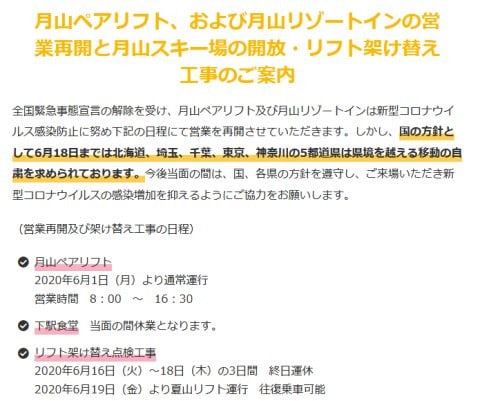 月山ペアリフト、および月山リゾートインの営
業再開と月山スキー場の開放・リフト架け替え
工事のご案内
全国緊急事態宣言の解除を受け、月山ペアリフト及び月山リゾートインは新型コロナウイ
ルス感染防止に努め下記の日程にて営業を再開させていただきます。しかし、国の方針と
して6月18日までは北海道、埼玉、千葉、東京、神奈川の5都道県は県境を越える移動の自
粛を求められております。今後当面の間は、国、各県の方針を遵守し、ご来場いただき新
型コロナウイルスの感染増加を抑えるようにご協力をお願いします。
（営業再開及び架け替え工事の日程）
月山ペアリフト
2020年6月1日（月）より通常運行
営業時間　8：00　～　16：30
下駅食堂　当面の間休業となります。
リフト架け替え点検工事
2020年6月16日（火）～18日（木）の3日間　終日運休
2020年6月19日（金）より夏山リフト運行　往復乗車可能